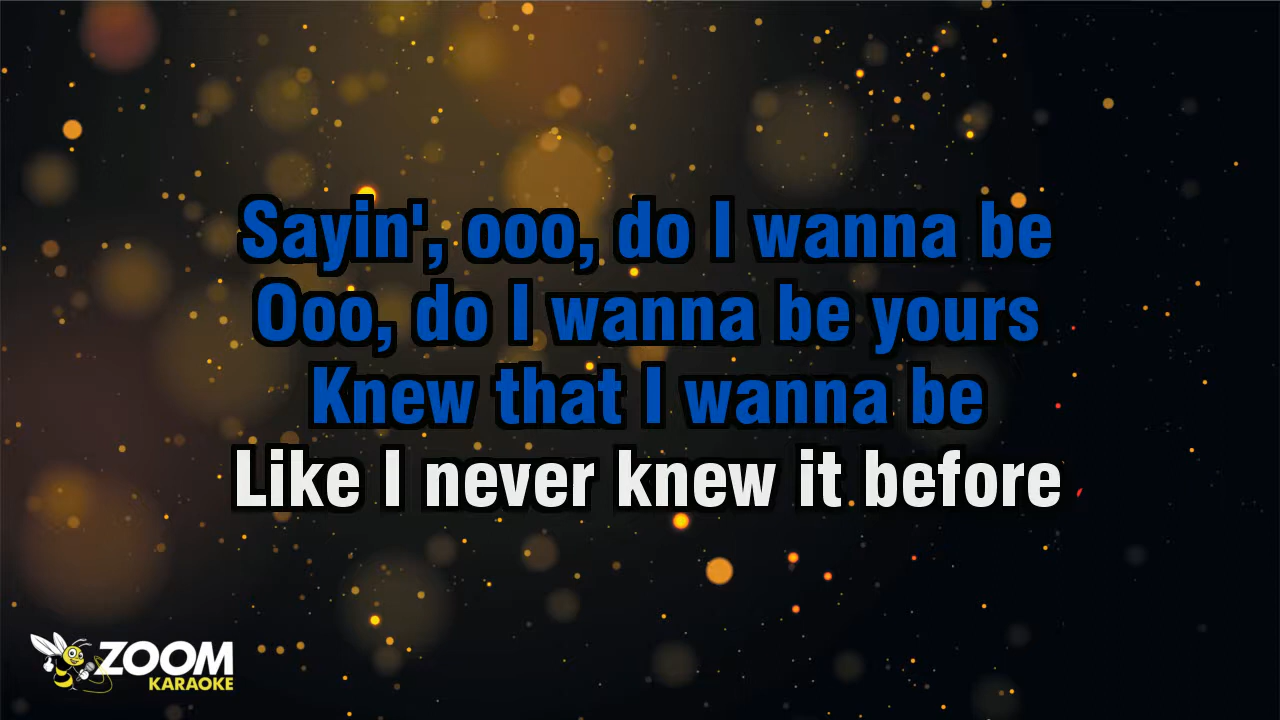 Sayin', ooo, do I wanna be
Ooo, do I wanna be yours
Knew that I wanna be
Like I never knew it before
ZOOM
KARAOKE